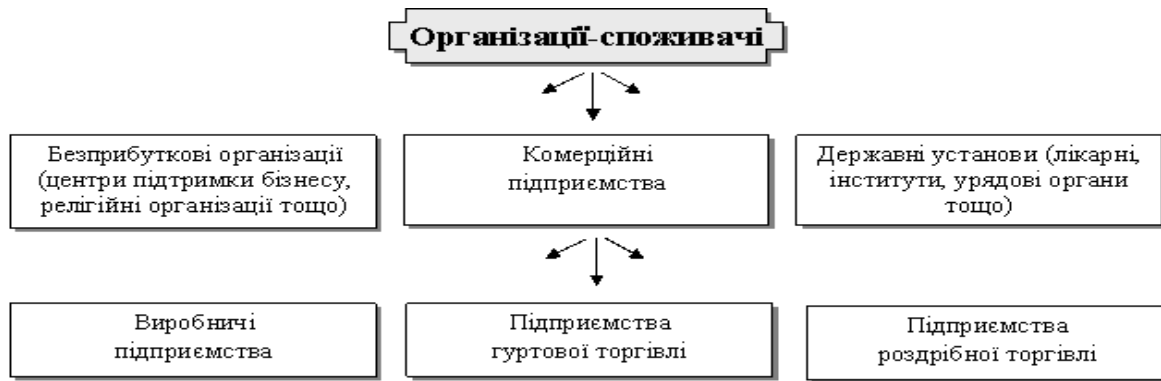 Організації-споживачі
Безприбуткові організації
(центри підтримки бізнесу,
релігійні організації тощо)
Комерційні
підприємства
Державні установи (лікарні,
інститути, урядові органи
тощо)
Виробничі
підприємства
Підприємства
гуртової торгівлі
Підприємства
роздрібної торгівлі